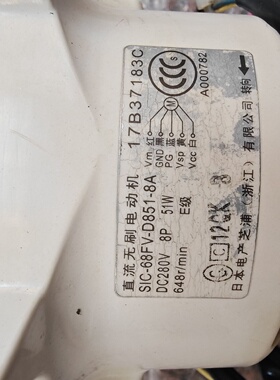 直流无刷电动机
SIC-68FV-D851-8A
DC280V 8P 51W
648r/min E级
17B37183C
CCC S
A000782
M
Vm 红
GND 黑
PG 蓝
Vsp 黄
Vcc 白
转向
日本电产芝浦(浙江)有限公司